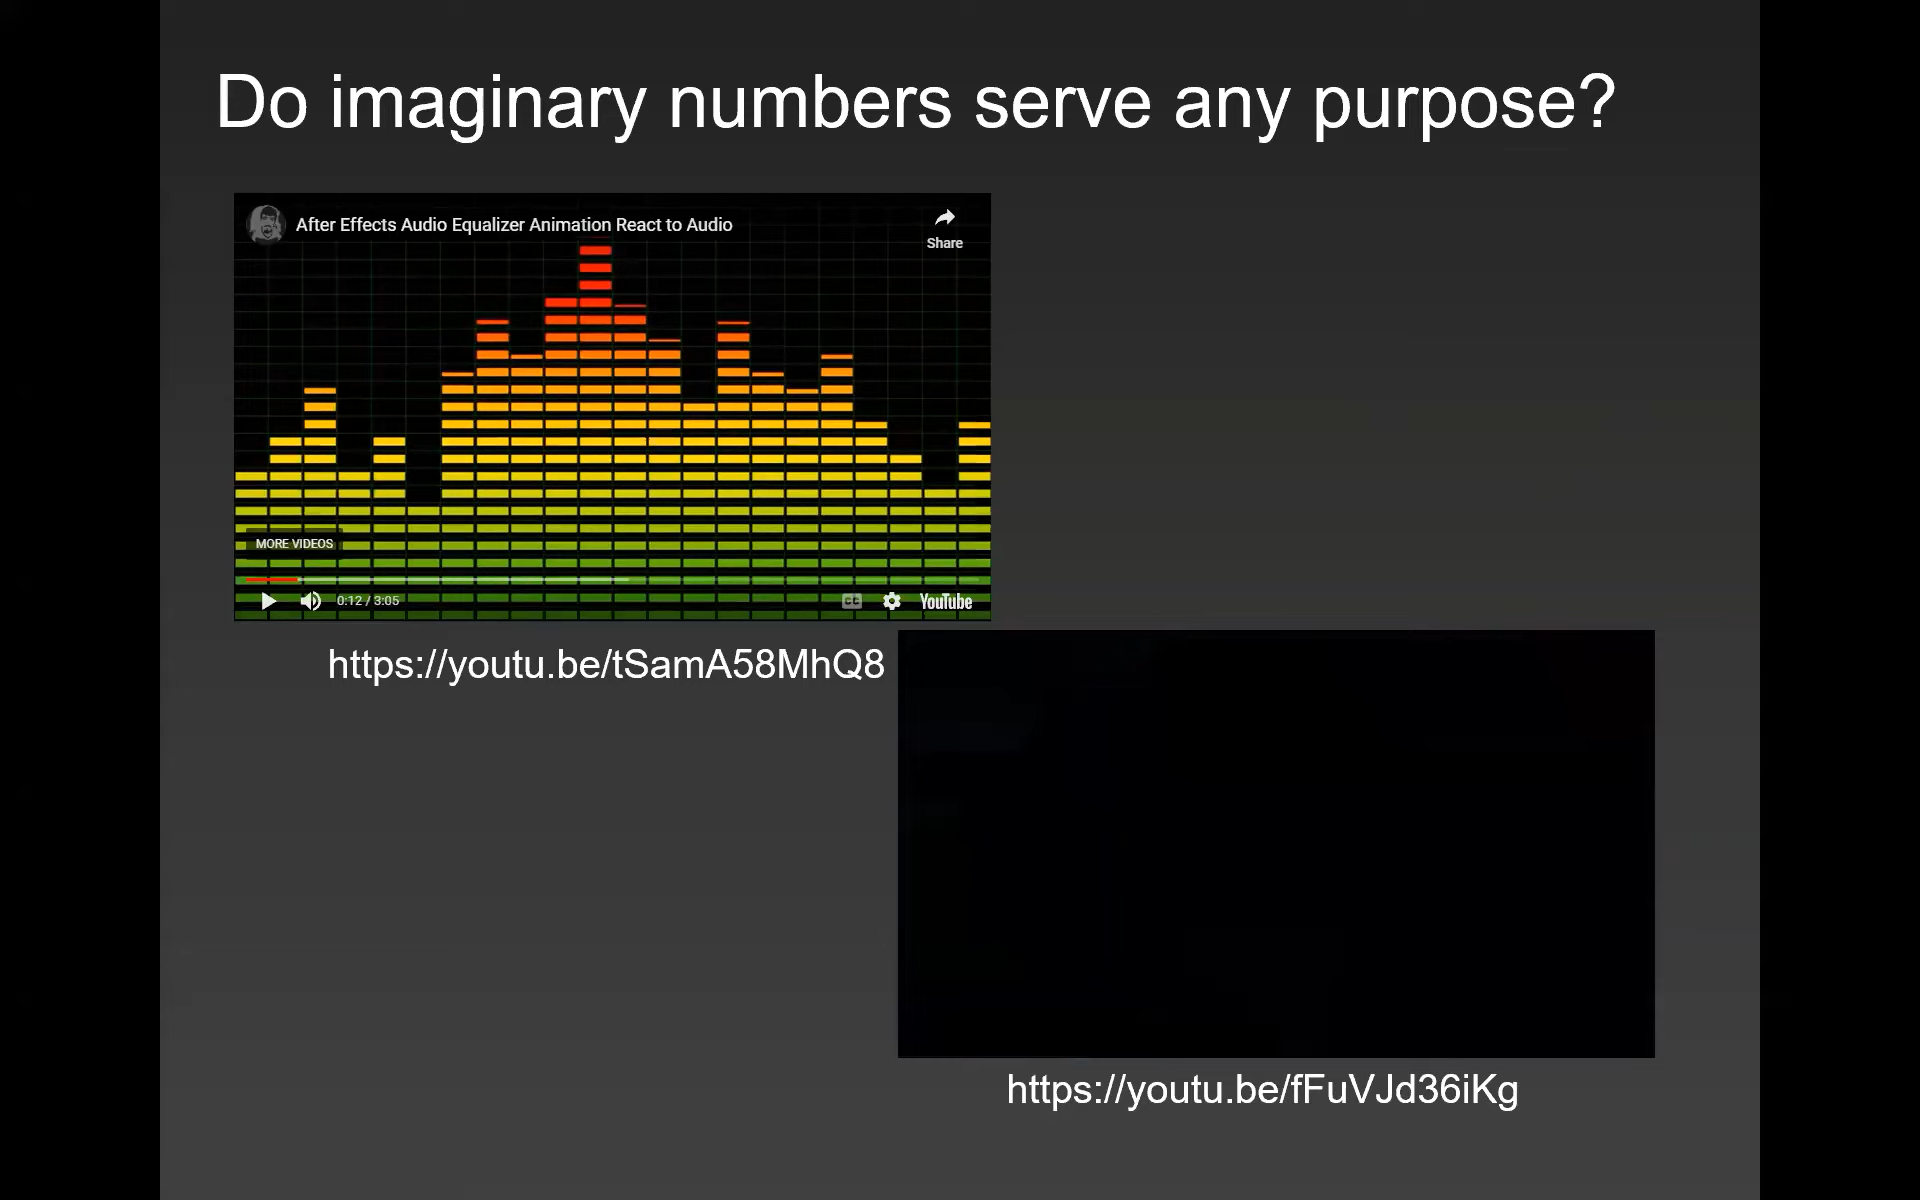 Do imaginary numbers serve any purpose?
After Effects Audio Equalizer Animation React to Audio
Share
MORE VIDEOS
0:12 / 3:05
CC
YouTube
https://youtu.be/tSamA58MhQ8
https://youtu.be/fFuVJd36iKg